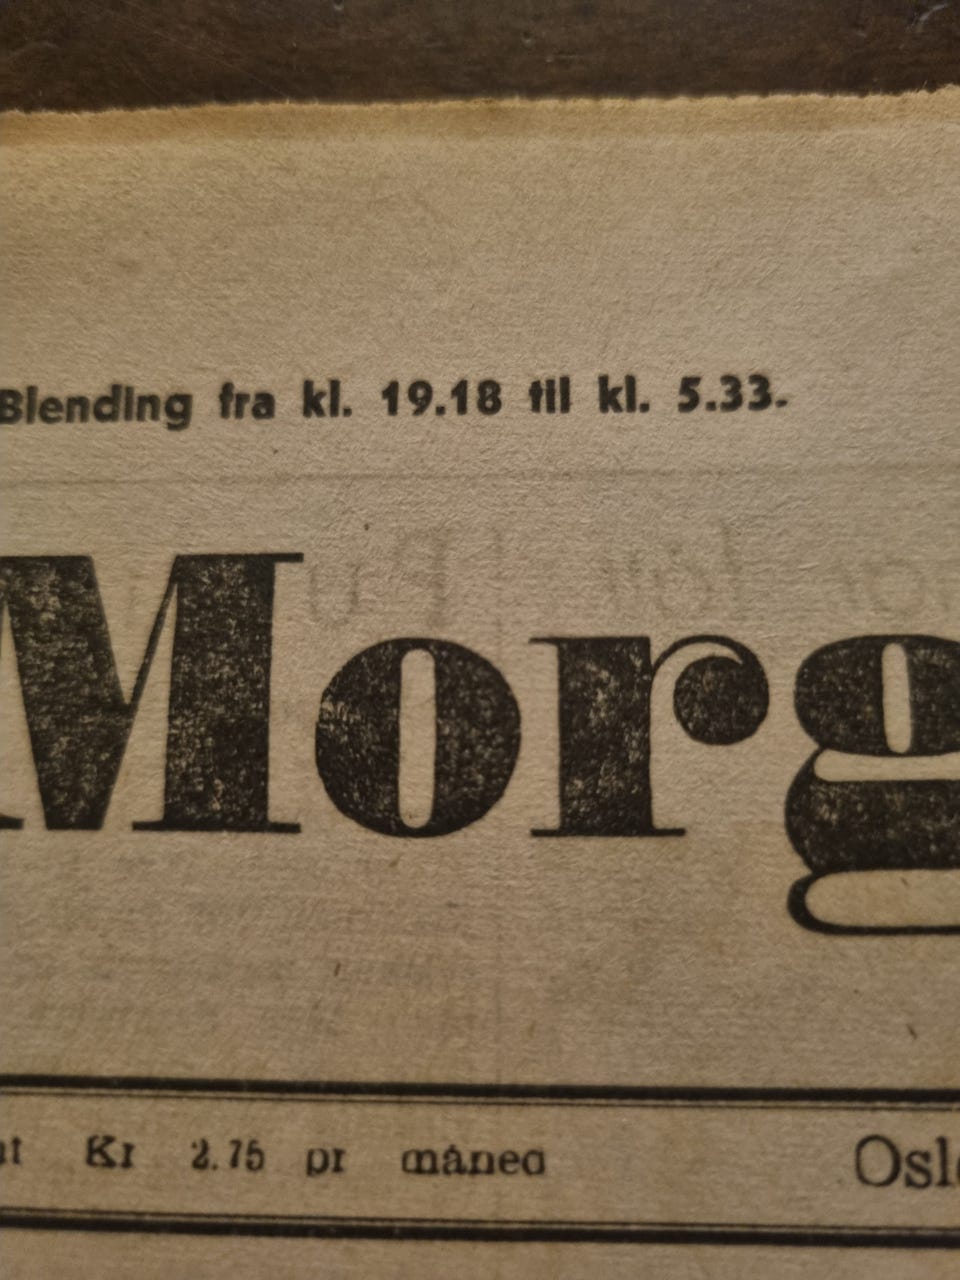 Blending fra kl. 19.18 til kl. 5.33.
Morg
Kr 2.75 pr måned Oslo